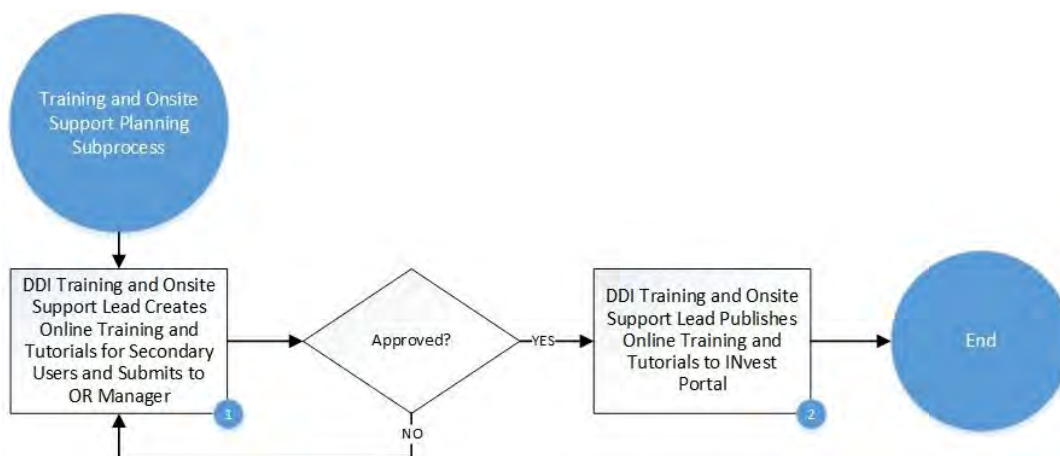 Training and Onsite
Support Planning
Subprocess
DDI Training and Onsite
Support Lead Creates
Online Training and
Tutorials for Secondary
Users and Submits to
OR Manager
1
Approved?
YES
NO
DDI Training and Onsite
Support Lead Publishes
Online Training and
Tutorials to INvest
Portal
2
End